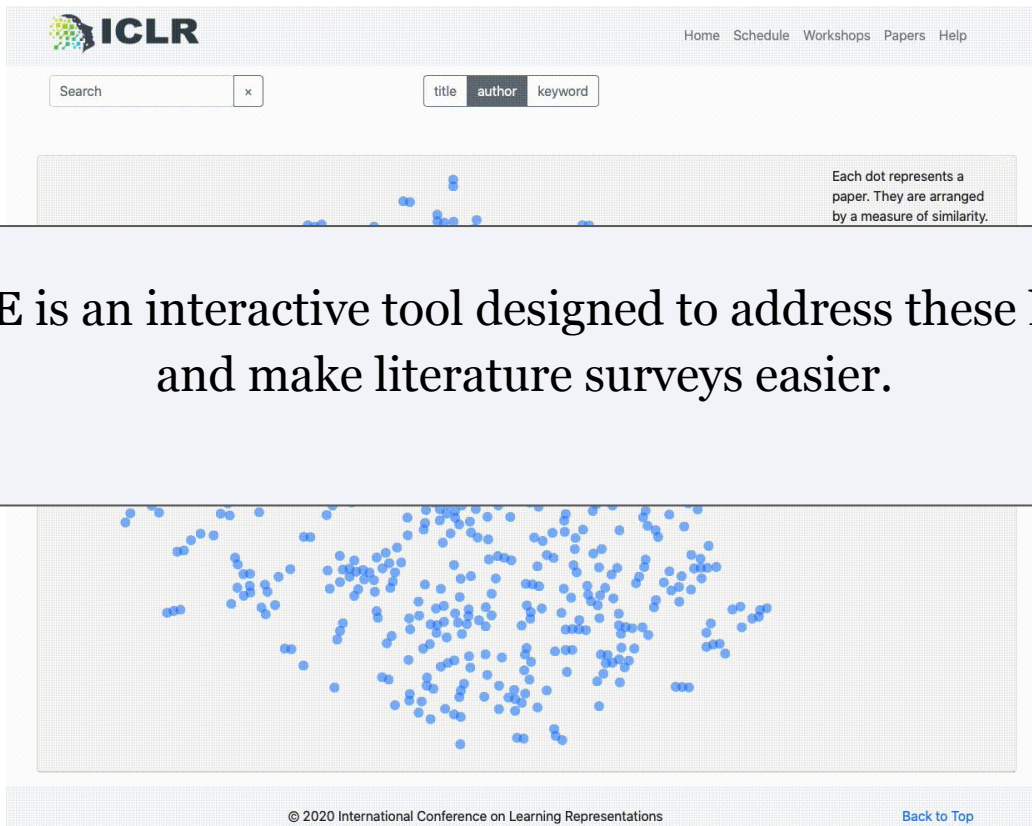 ICLR
Home Schedule Workshops Papers Help
Search × title author keyword
Each dot represents a
paper. They are arranged
by a measure of similarity.
E is an interactive tool designed to address these
and make literature surveys easier.
© 2020 International Conference on Learning Representations Back to Top